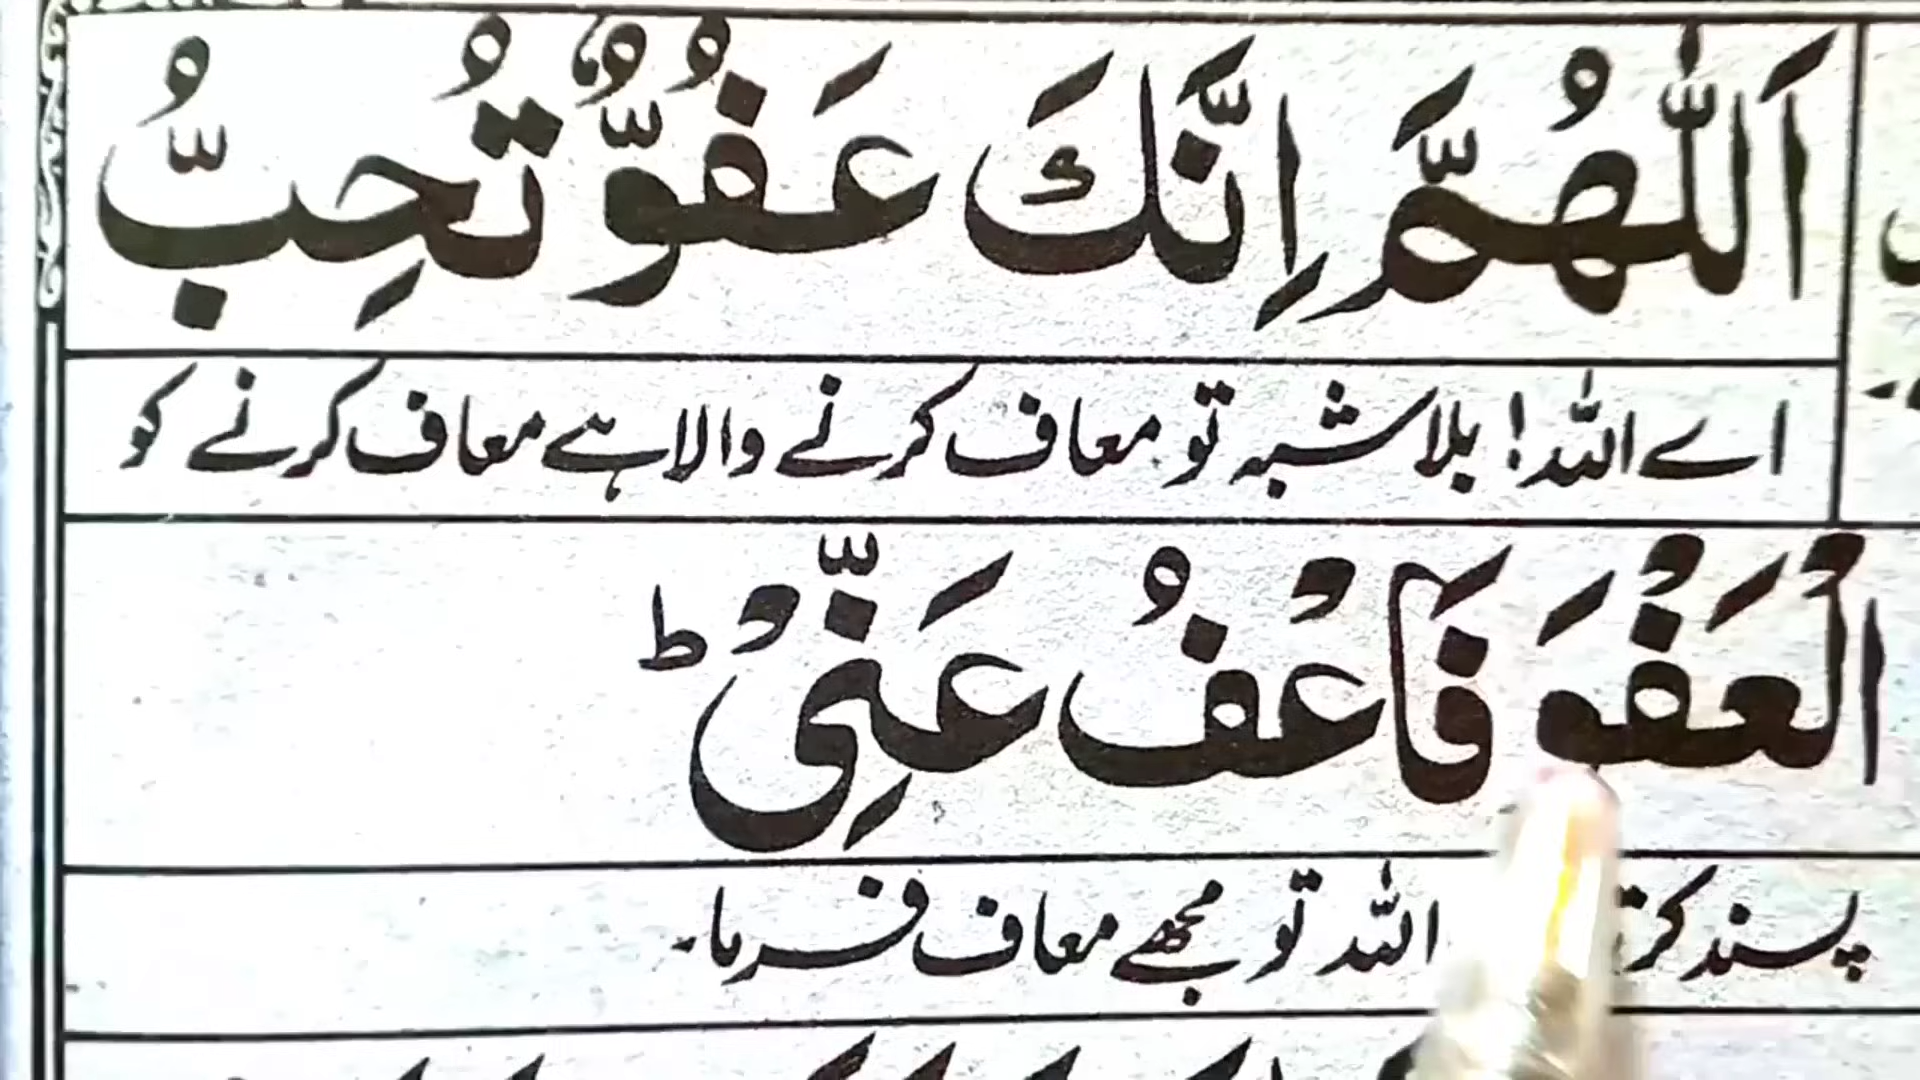 اَللّٰهُمَّ اِنَّكَ عَفُوٌّ تُحِبُّ
اے اللہ! بلاشبہ تو معاف کرنے والا ہے معاف کرنے کو
الْعَفْوَ فَاعْفُ عَنِّيْ ؕ
پسند اللہ تو مجھے معاف فرما۔